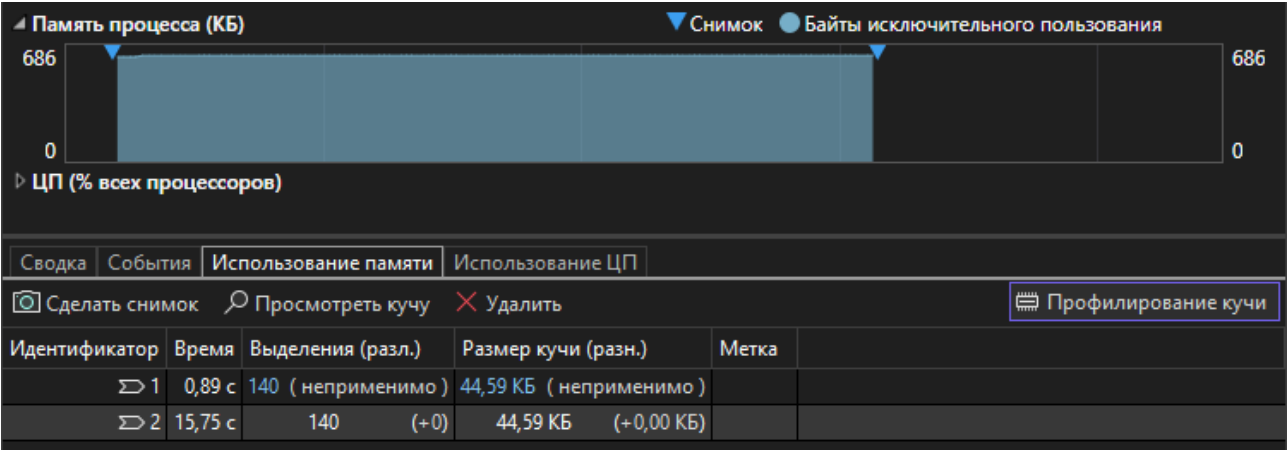 Память процесса (КБ) Снимок Байты исключительного пользования
686 686
0 0
ЦП (% всех процессоров)
Сводка События Использование памяти Использование ЦП
Сделать снимок Просмотреть кучу Удалить Профилирование кучи
Идентификатор Время Выделения (разл.) Размер кучи (разн.) Метка
1 0,89 с 140 ( неприменимо ) 44,59 КБ ( неприменимо )
2 15,75 с 140 (+0) 44,59 КБ (+0,00 КБ)